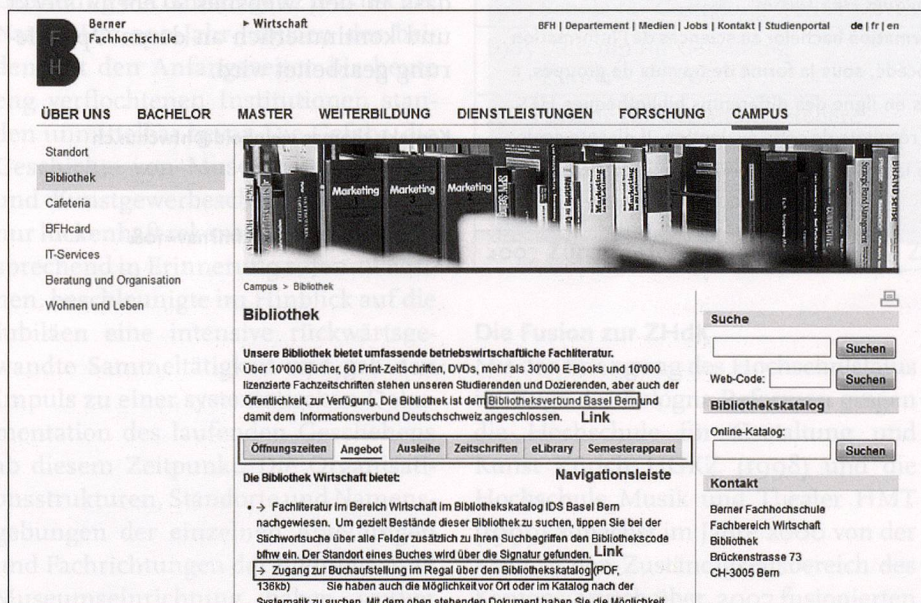 Berner
Fachhochschule
F
H
▸ Wirtschaft
BFH | Departement | Medien | Jobs | Kontakt | Studienportal de | fr | en
ÜBER UNS BACHELOR MASTER WEITERBILDUNG DIENSTLEISTUNGEN FORSCHUNG CAMPUS
Standort
Bibliothek
Cafeteria
BFHcard
IT-Services
Beratung und Organisation
Wohnen und Leben
Marketing Marketing Marketing
Campus > Bibliothek
Bibliothek
Unsere Bibliothek bietet umfassende betriebswirtschaftliche Fachliteratur.
Über 10'000 Bücher, 60 Print-Zeitschriften, DVDs, mehr als 30'000 E-Books und 10'000
lizenzierte Fachzeitschriften stehen unseren Studierenden und Dozierenden, aber auch der
Öffentlichkeit, zur Verfügung. Die Bibliothek ist dem Bibliotheksverbund Basel Bern und
damit dem Informationsverbund Deutschschweiz angeschlossen. Link
Öffnungszeiten Angebot Ausleihe Zeitschriften eLibrary Semesterapparat
Die Bibliothek Wirtschaft bietet: Navigationsleiste
• → Fachliteratur im Bereich Wirtschaft im Bibliothekskatalog IDS Basel Bern
nachgewiesen. Um gezielt Bestände dieser Bibliothek zu suchen, tippen Sie bei der
Stichwortsuche über alle Felder zusätzlich zu Ihren Suchbegriffen den Bibliothekscode
bfhw ein. Der Standort eines Buches wird über die Signatur gefunden. Link
→ Zugang zur Buchaufstellung im Regal über den Bibliothekskatalog (PDF,
136kb) Sie haben auch die Möglichkeit vor Ort oder im Katalog nach der
Systematik zu suchen. Mit dem oben stehenden Dokument haben Sie die Möglichkeit
Suche
Suchen
Web-Code: Suchen
Bibliothekskatalog
Online-Katalog:
Suchen
Kontakt
Berner Fachhochschule
Fachbereich Wirtschaft
Bibliothek
Brückenstrasse 73
CH-3005 Bern